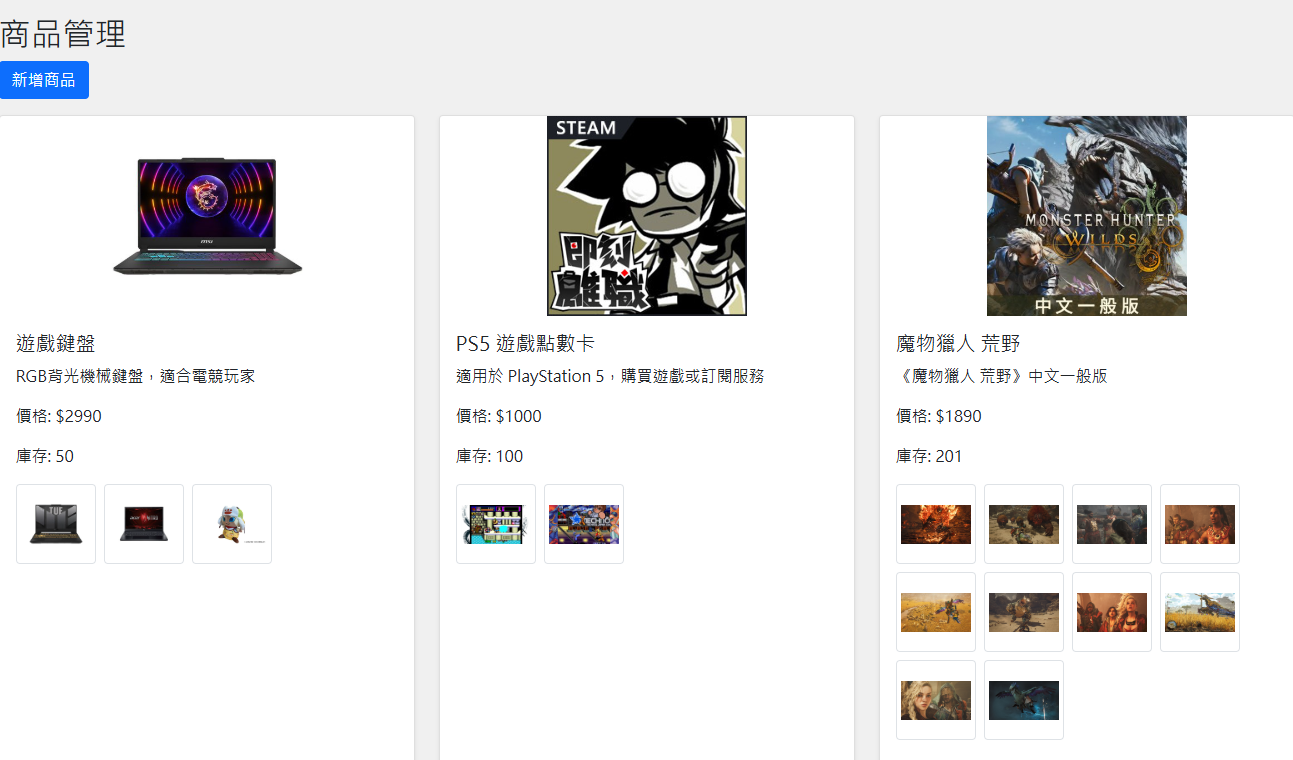 商品管理
新增商品
msi
遊戲鍵盤
RGB背光機械鍵盤，適合電競玩家
價格: $2990
庫存: 50
TUF
STEAM
即刻
離職
PS5 遊戲點數卡
適用於 PlayStation 5，購買遊戲或訂閱服務
價格: $1000
庫存: 100
MONSTER HUNTER
WILDS
中文一般版
魔物獵人 荒野
《魔物獵人 荒野》中文一般版
價格: $1890
庫存: 201